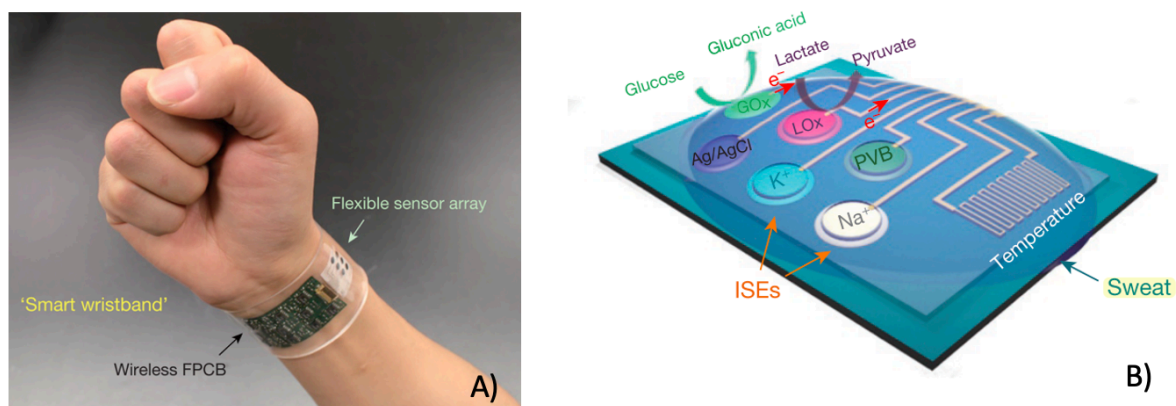 Flexible sensor array
‘Smart wristband’
Wireless FPCB
A)
Gluconic acid
Glucose
Lactate
Pyruvate
e⁻
GOx
LOx
e⁻
Ag/AgCl
PVB
K⁺
Na⁺
Temperature
ISEs
Sweat
B)